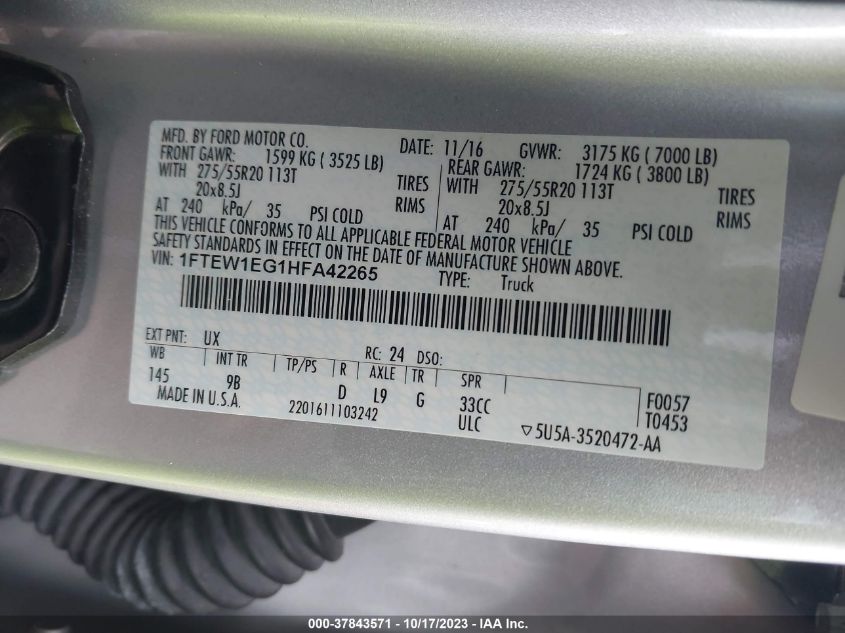 MFD. BY FORD MOTOR CO. DATE: 11/16 GVWR: 3175 KG ( 7000 LB)
FRONT GAWR: 1599 KG ( 3525 LB) REAR GAWR: 1724 KG ( 3800 LB)
WITH 275/55R20 113T TIRES WITH 275/55R20 113T TIRES
20x8.5J RIMS 20x8.5J RIMS
AT 240 kPa/ 35 PSI COLD AT 240 kPa/ 35 PSI COLD
THIS VEHICLE CONFORMS TO ALL APPLICABLE FEDERAL MOTOR VEHICLE
SAFETY STANDARDS IN EFFECT ON THE DATE OF MANUFACTURE SHOWN ABOVE.
VIN: 1FTEW1EG1HFA42265 TYPE: Truck
EXT PNT: UX RC: 24 DSO:
WB INT TR TP/PS R AXLE TR SPR
145 9B D L9 G 33CC F0057
MADE IN U.S.A. 2201611103242 ULC ▽5U5A-3520472-AA T0453
000-37843571 | 10/17/2023 - IAA Inc.